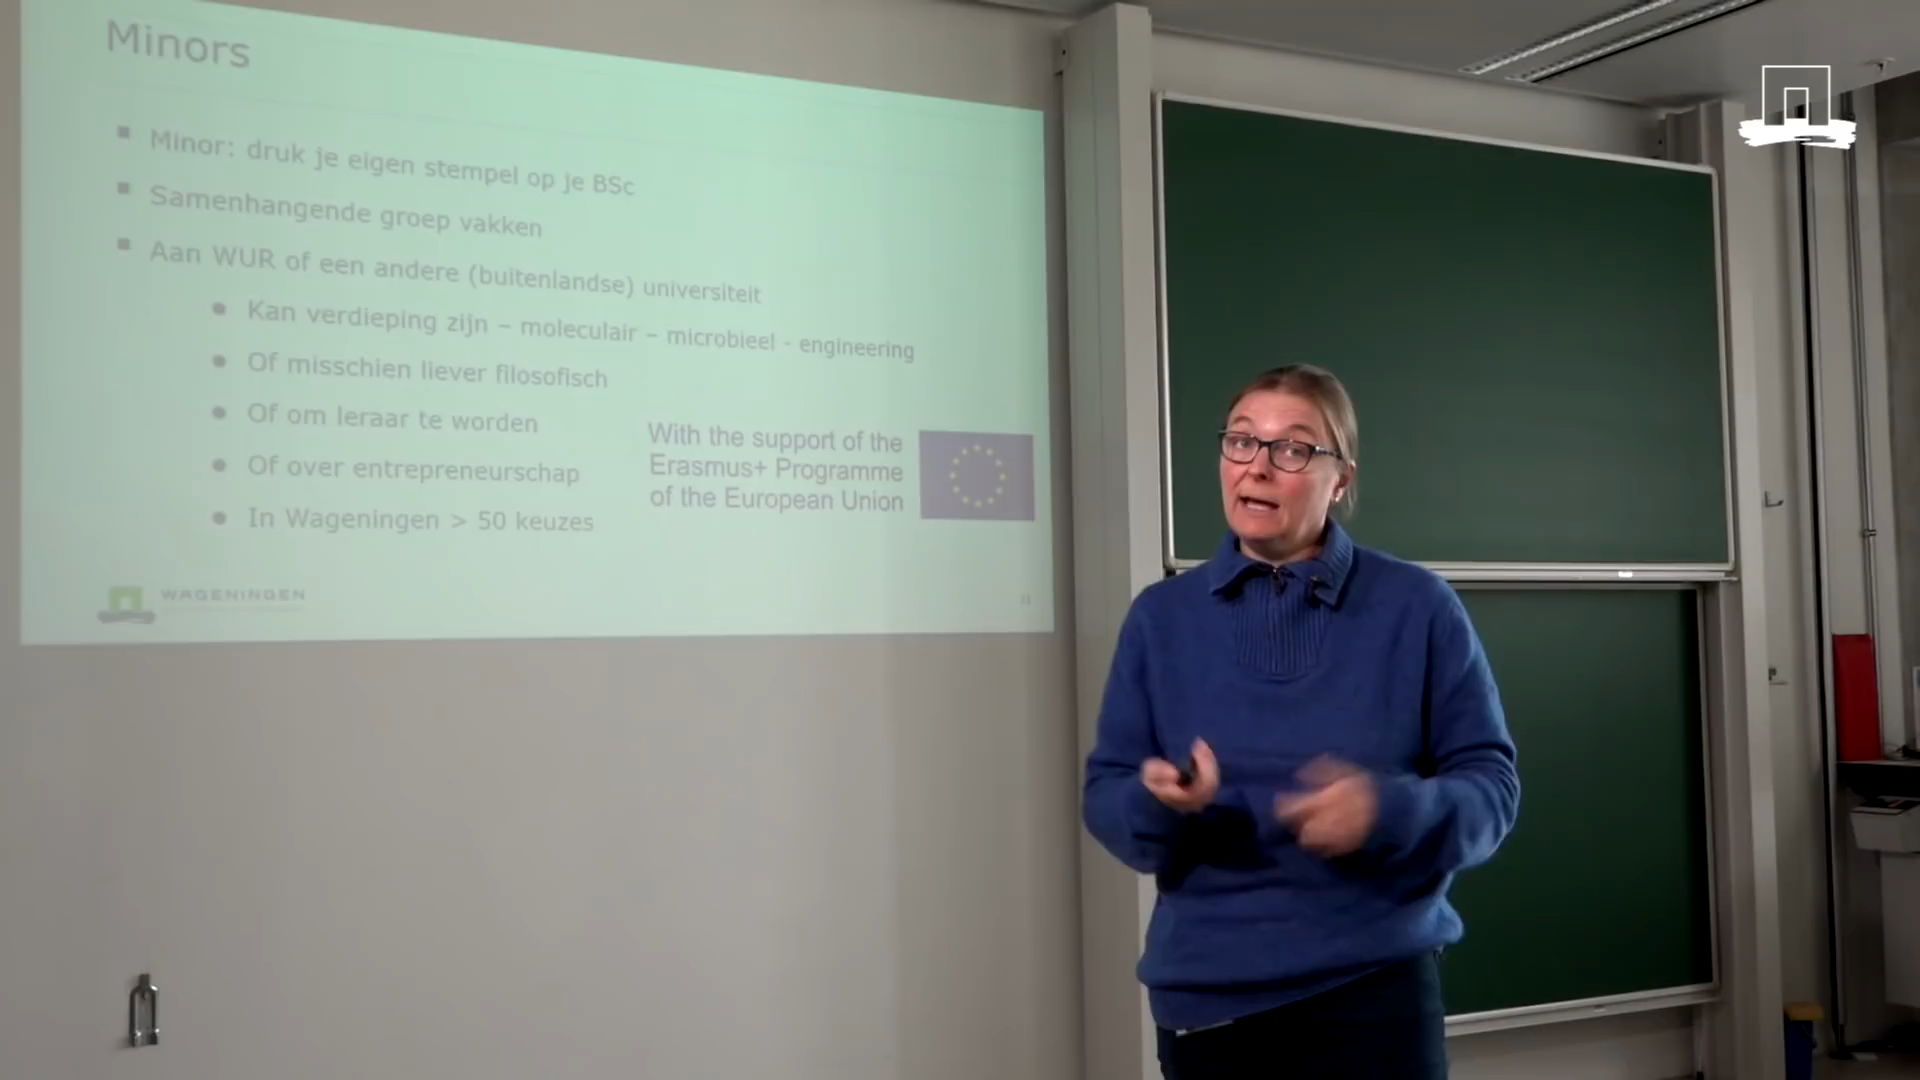 Minors
Minor: druk je eigen stempel op je BSc
Samenhangende groep vakken
Aan WUR of een andere (buitenlandse) universiteit
Kan verdieping zijn – moleculair – microbieel - engineering
Of misschien liever filosofisch
Of om leraar te worden
Of over entrepreneurschap
In Wageningen > 50 keuzes
With the support of the
Erasmus+ Programme
of the European Union
WAGENINGEN